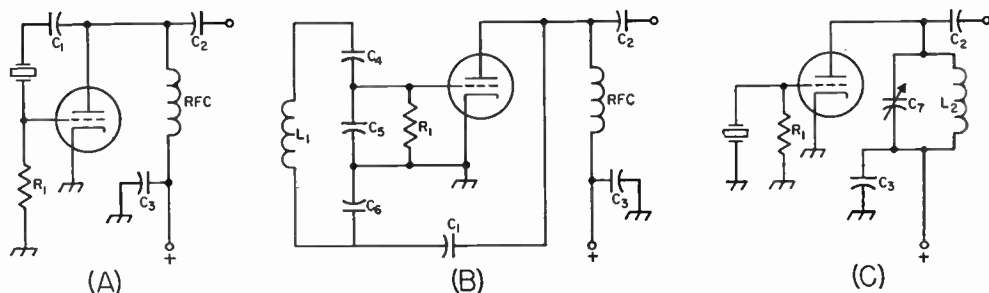 C1
C2
RFC
R1
C3
+
(A)
C4
L1
C5
R1
C6
C1
C2
RFC
C3
+
(B)
C2
R1
C7
L2
C3
+
(C)